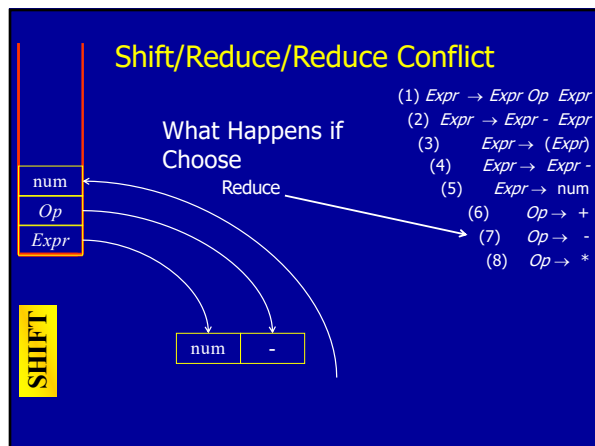 Shift/Reduce/Reduce Conflict
(1) Expr → Expr Op Expr
(2) Expr → Expr - Expr
(3) Expr → (Expr)
(4) Expr → Expr -
(5) Expr → num
(6) Op → +
(7) Op → -
(8) Op → *
What Happens if
Choose
Reduce
num
Op
Expr
SHIFT
num -